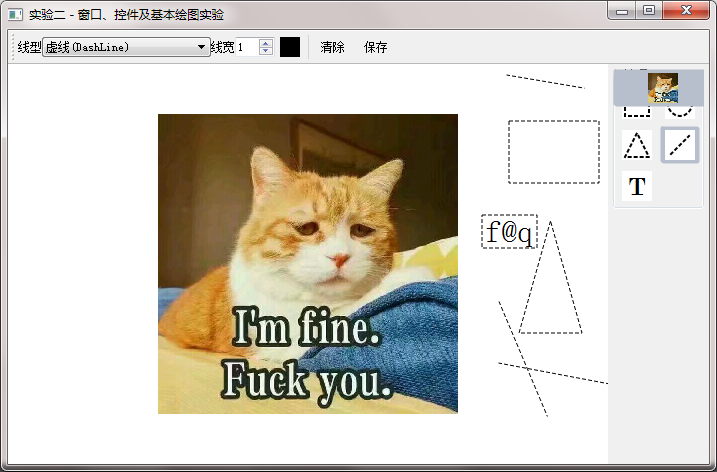 实验二 - 窗口、控件及基本绘图实验
线型 虚线(DashLine) 线宽 1 清除 保存
T
f@q
I'm fine.
Fuck you.